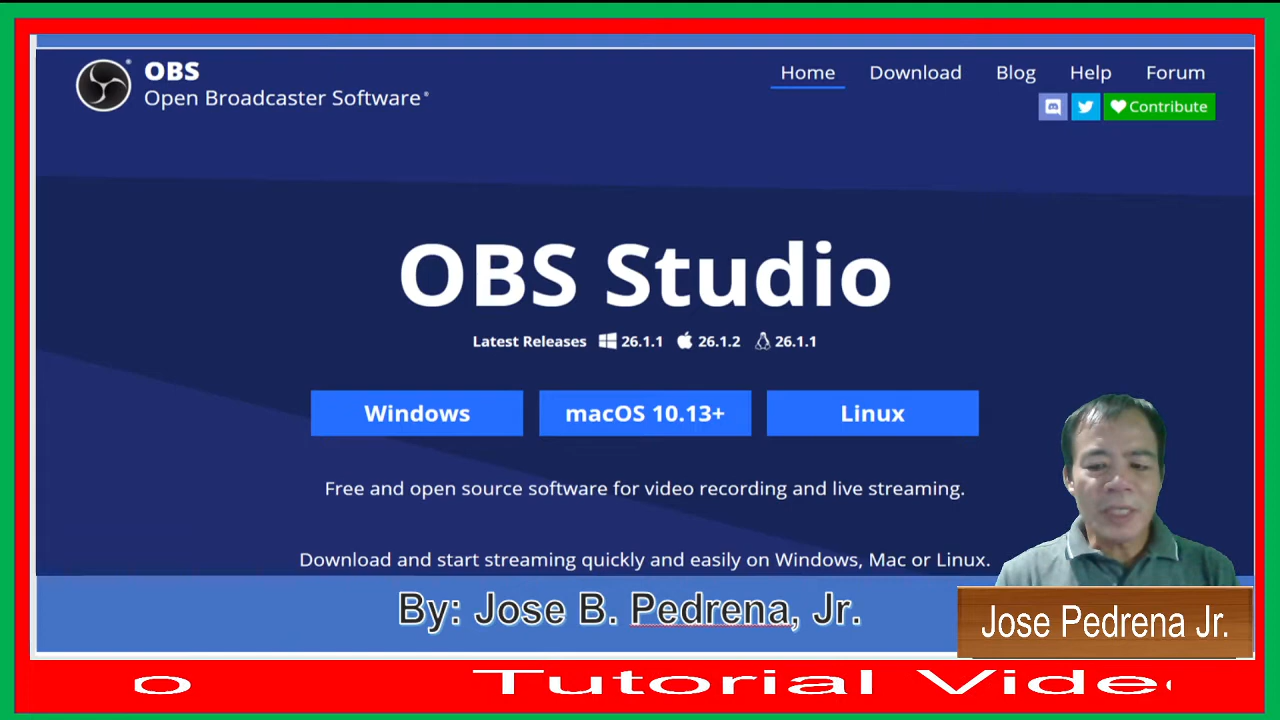 OBS
Open Broadcaster Software®
Home Download Blog Help Forum
Contribute
OBS Studio
Latest Releases 26.1.1 26.1.2 26.1.1
Windows macOS 10.13+ Linux
Free and open source software for video recording and live streaming.
Download and start streaming quickly and easily on Windows, Mac or Linux.
By: Jose B. Pedrena, Jr.
Jose Pedrena Jr.
o Tutorial Vide